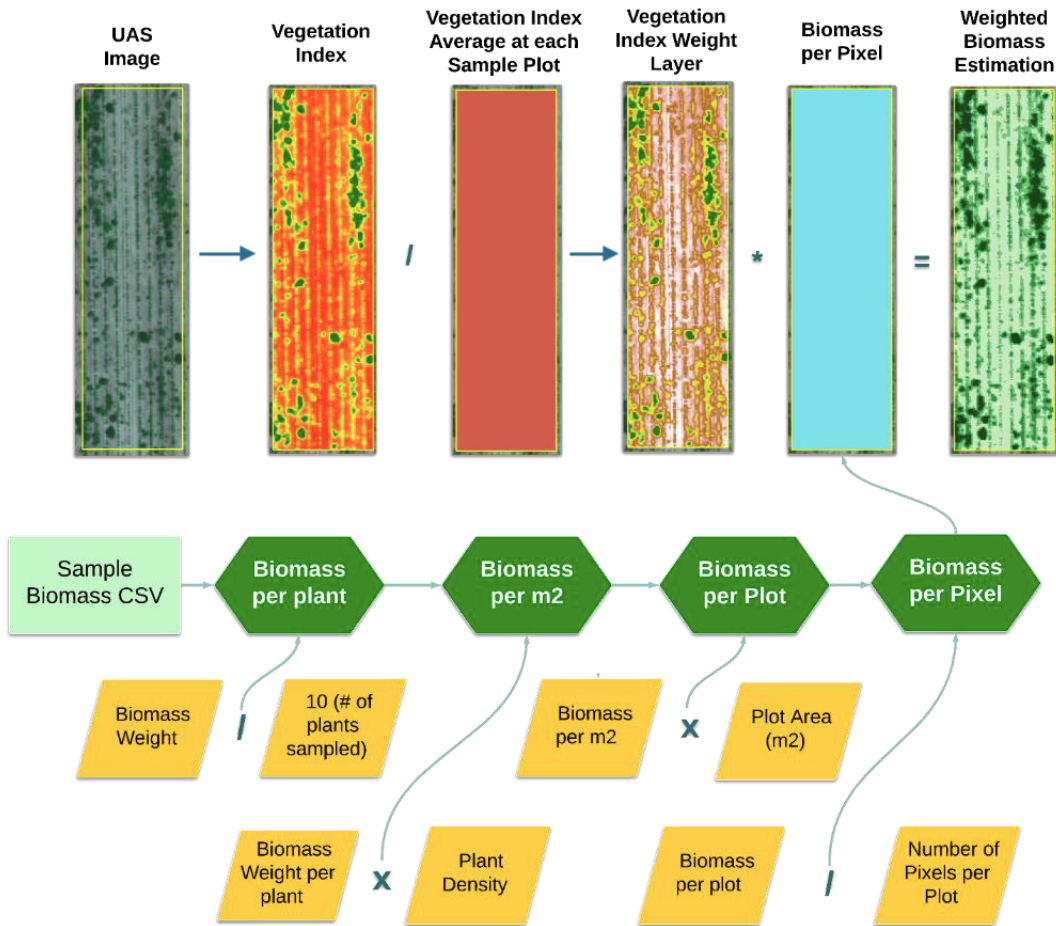 UAS
Image
Vegetation
Index
Vegetation Index
Average at each
Sample Plot
Vegetation
Index Weight
Layer
Biomass
per Pixel
Weighted
Biomass
Estimation
/
*
=
Sample
Biomass CSV
Biomass
per plant
Biomass
per m2
Biomass
per Plot
Biomass
per Pixel
Biomass
Weight
/
10 (# of
plants
sampled)
Biomass
per m2
x
Plot Area
(m2)
Biomass
Weight per
plant
x
Plant
Density
Biomass
per plot
/
Number of
Pixels per
Plot